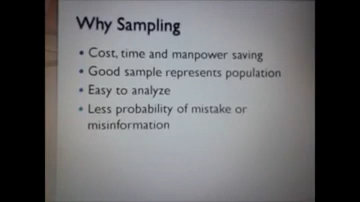 Why Sampling
• Cost, time and manpower saving
• Good sample represents population
• Easy to analyze
• Less probability of mistake or
misinformation